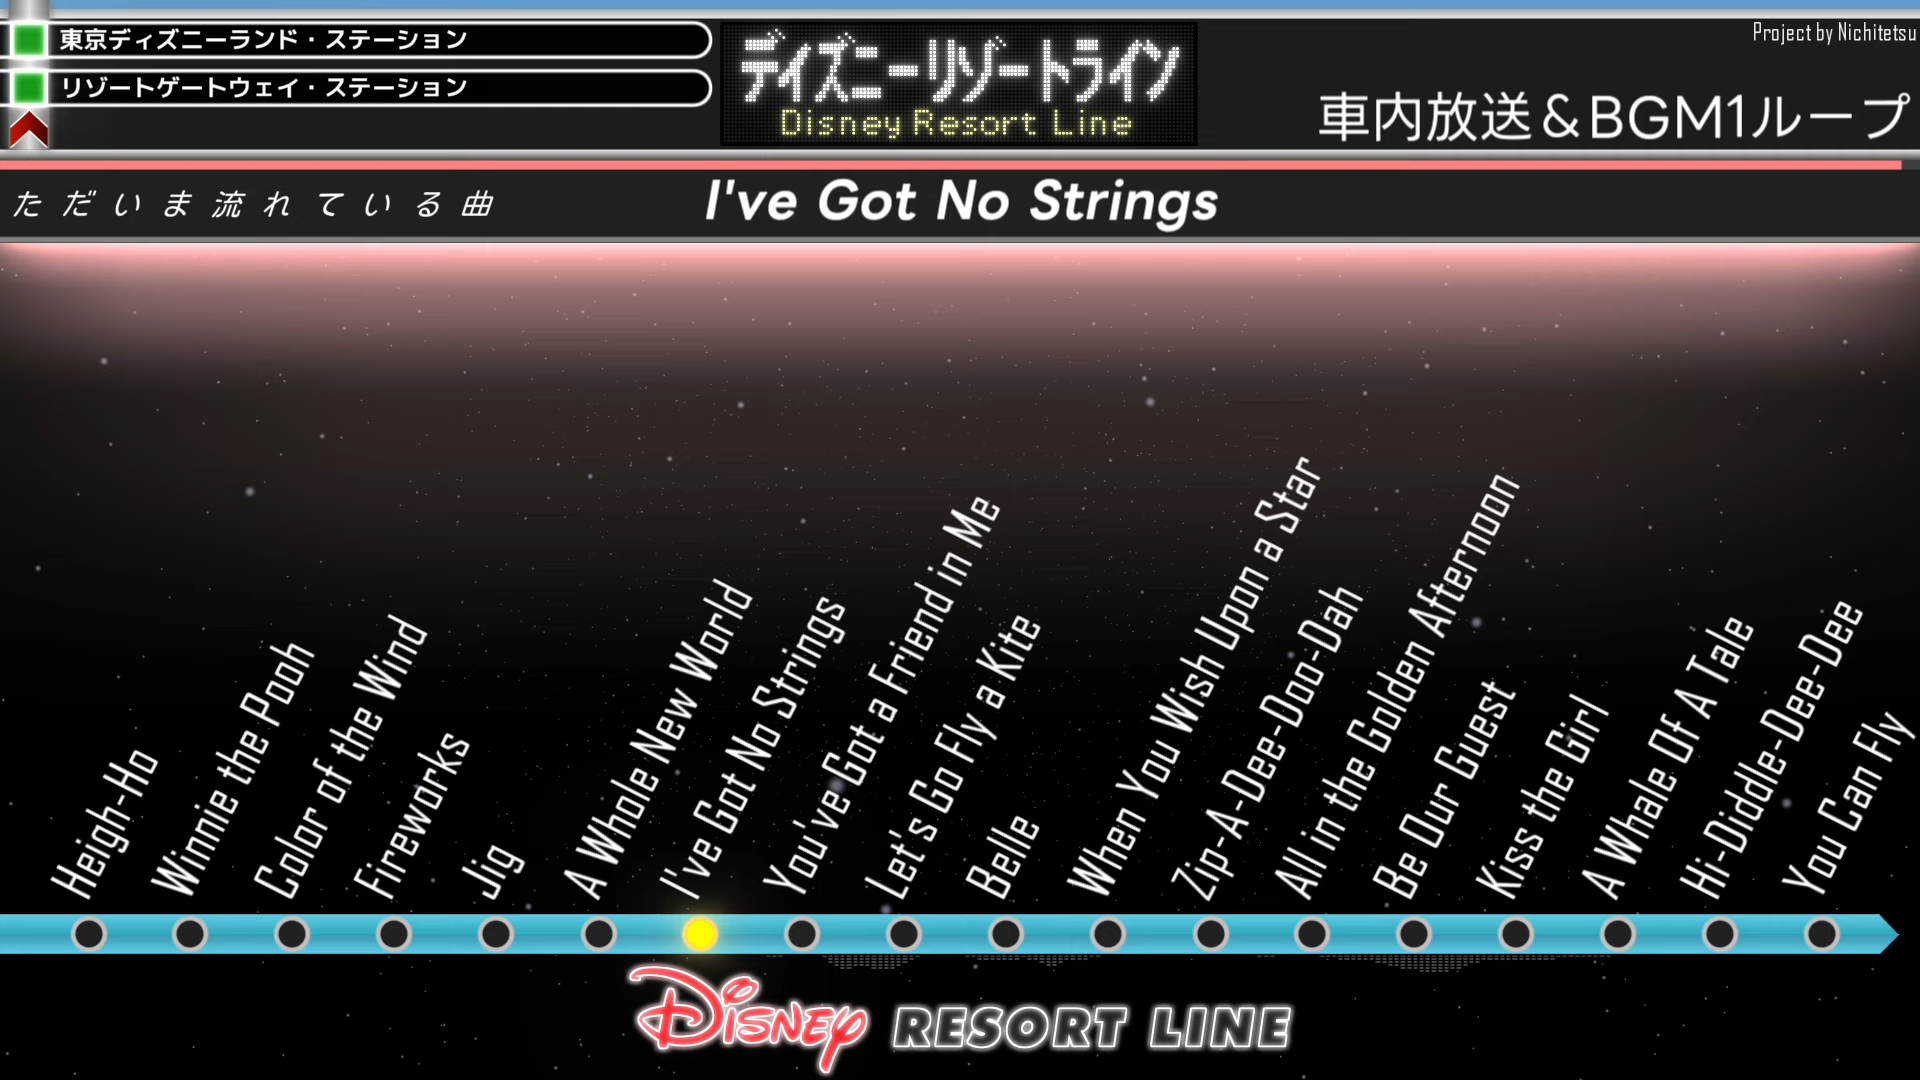 東京ディズニーランド・ステーション
リゾートゲートウェイ・ステーション
ディズニーリゾートライン
Disney Resort Line
Project by Nichitetsu
車内放送&BGM1ループ
ただいま流れている曲
I've Got No Strings
Heigh-Ho
Winnie the Pooh
Color of the Wind
Fireworks
Jig
A Whole New World
I've Got No Strings
You've Got a Friend in Me
Let's Go Fly a Kite
Belle
When You Wish Upon a Star
Zip-A-Dee-Doo-Dah
All in the Golden Afternoon
Be Our Guest
Kiss the Girl
A Whale Of A Tale
Hi-Diddle-Dee-Dee
You Can Fly
Disney RESORT LINE